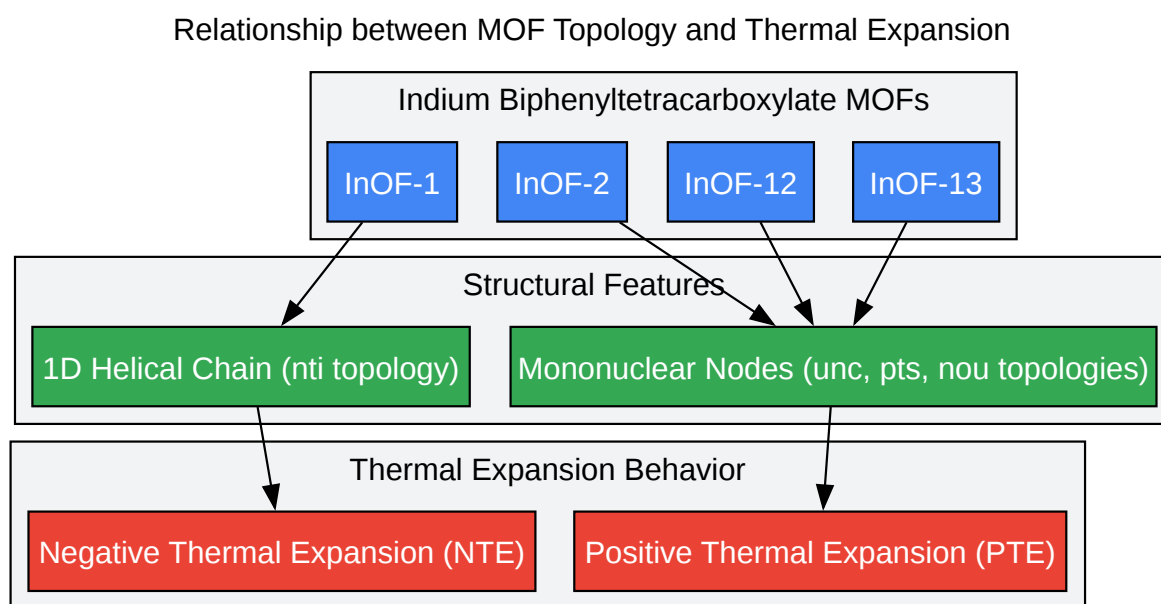 Relationship between MOF Topology and Thermal Expansion
Indium Biphenyltetracarboxylate MOFs
InOF-1
InOF-2
InOF-12
InOF-13
Structural Features
1D Helical Chain (nti topology)
Mononuclear Nodes (unc, pts, nou topologies)
Thermal Expansion Behavior
Negative Thermal Expansion (NTE)
Positive Thermal Expansion (PTE)